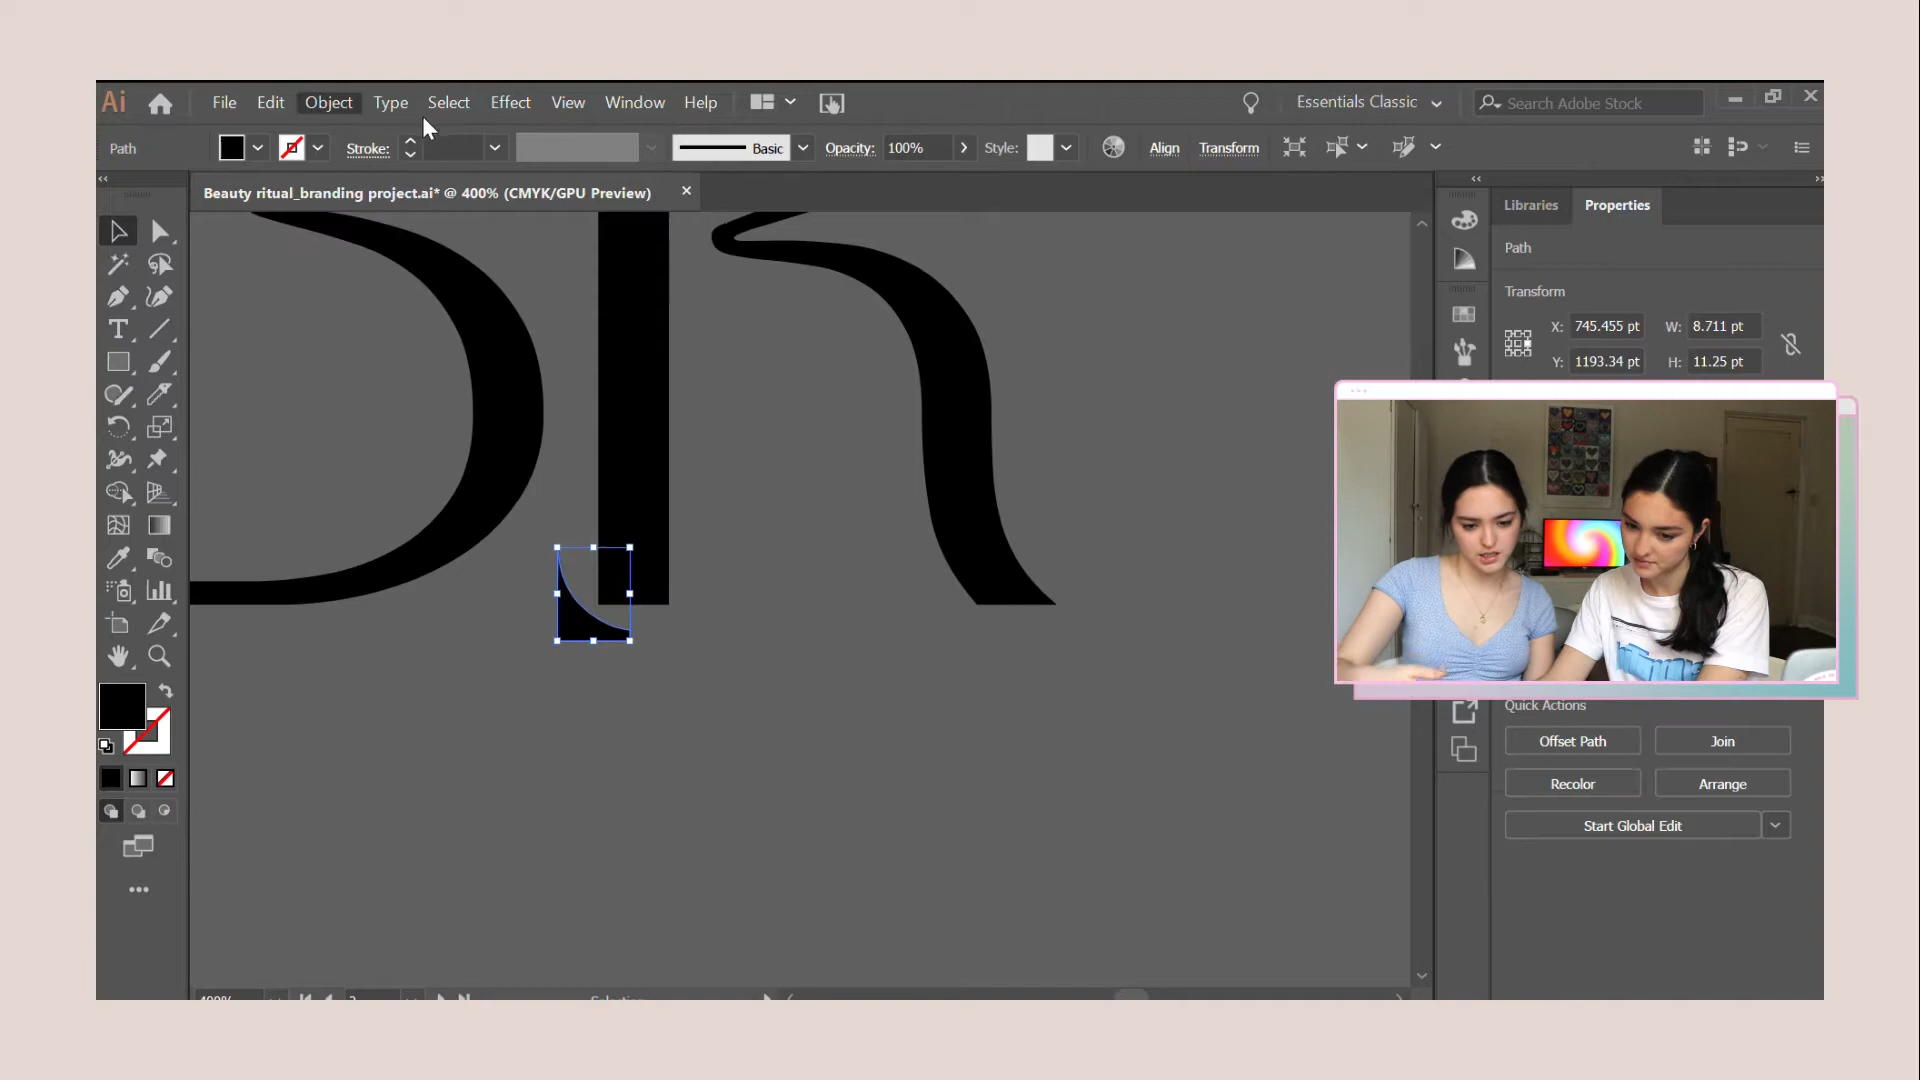 Ai File Edit Object Type Select Effect View Window Help Essentials Classic Search Adobe Stock
Path Stroke: Basic Opacity: 100% Style: Align Transform
Beauty ritual_branding project.ai* @ 400% (CMYK/GPU Preview)
Libraries Properties
Path
Transform
X: 745.455 pt W: 8.711 pt
Y: 1193.34 pt H: 11.25 pt
Quick Actions
Offset Path Join
Recolor Arrange
Start Global Edit
400% 2 Selection